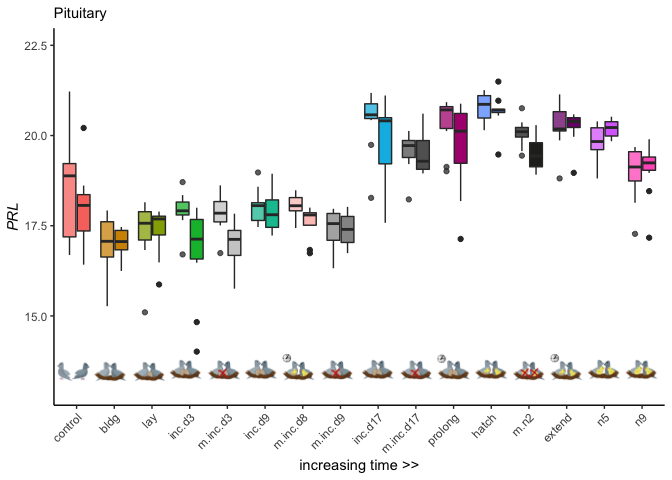 Pituitary
PRL
22.5
20.0
17.5
15.0
control
bldg
lay
inc.d3
m.inc.d3
inc.d9
m.inc.d8
m.inc.d9
inc.d17
m.inc.d17
prolong
hatch
m.n2
extend
n5
n9
increasing time >>